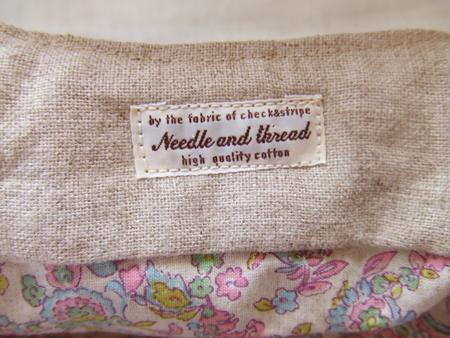 by the fabric of check&stripe
Needle and thread
high quality cotton